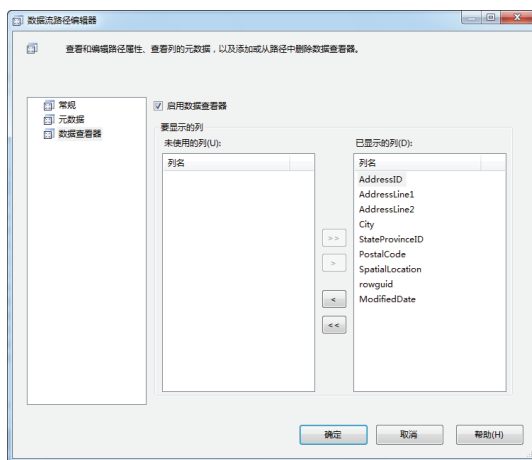 数据流路径编辑器
查看和编辑路径属性、查看列的元数据，以及添加或从路径中删除数据查看器。
常规
元数据
数据查看器
启用数据查看器
要显示的列
未使用的列(U):
列名
>>
>
<
<<
已显示的列(D):
列名
AddressID
AddressLine1
AddressLine2
City
StateProvinceID
PostalCode
SpatialLocation
rowguid
ModifiedDate
确定
取消
帮助(H)